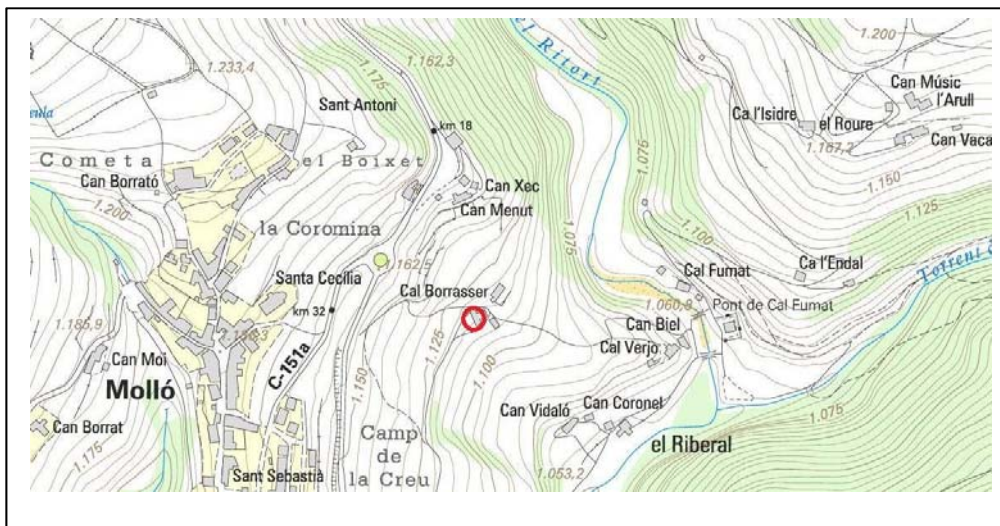 el Ritort
1.200
1.233,4
1.162,3
1.175
Can Músic
l'Arull
Sant Antoni
km 18
Ca l'Isidre
el Roure
Can Vaca
1.075
1.167,2
Cometa
el Boixet
Can Borrató
1.150
Can Xec
Can Menut
1.125
1.200
la Coromina
1.075
1.100
Santa Cecília
1.162,5
Cal Fumat
Ca l'Endal
Torrent
Cal Borrasser
1.060,8
Pont de Cal Fumat
km 32
1.185,9
Can Biel
Cal Verjo
Can Moi
C-151a
1.125
1.100
Molló
1.150
Can Vidaló
Can Coronel
1.075
Can Borrat
Camp
de
la Creu
el Riberal
1.175
Sant Sebastià
1.053,2